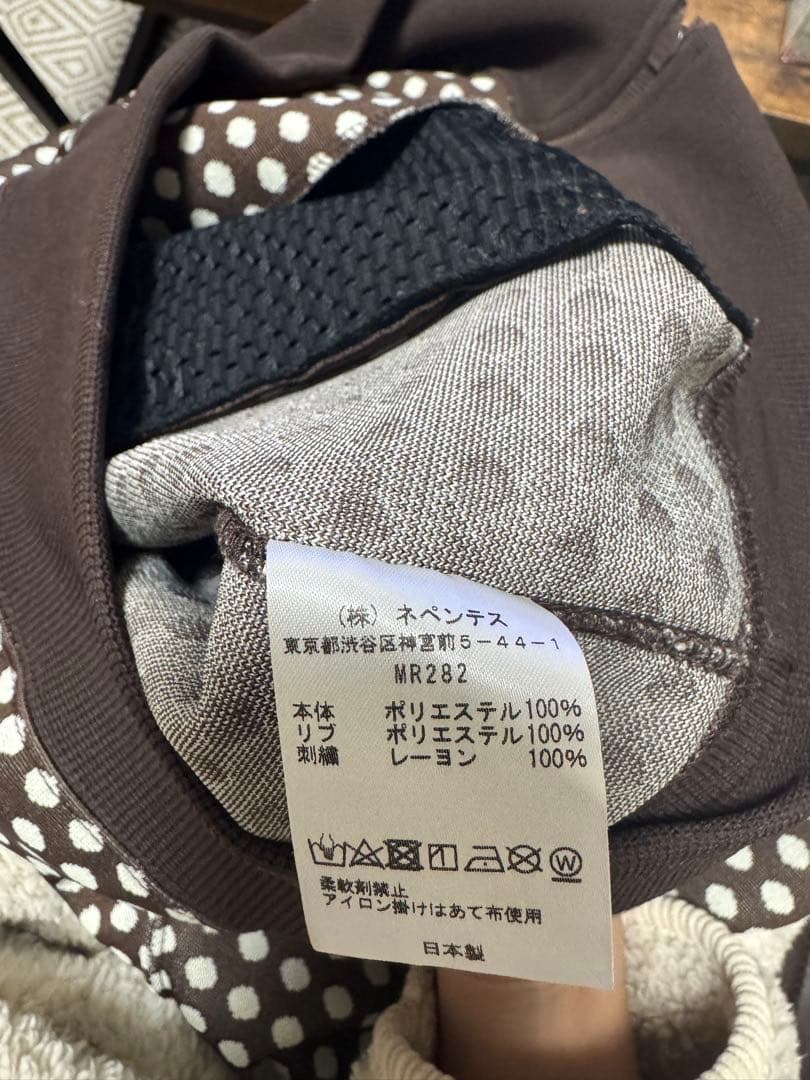 (株) ネペンテス
東京都渋谷区神宮前5-44-1
MR282
本体 ポリエステル100%
リブ ポリエステル100%
刺繍 レーヨン 100%
W
柔軟剤禁止
アイロン掛けはあて布使用
日本製